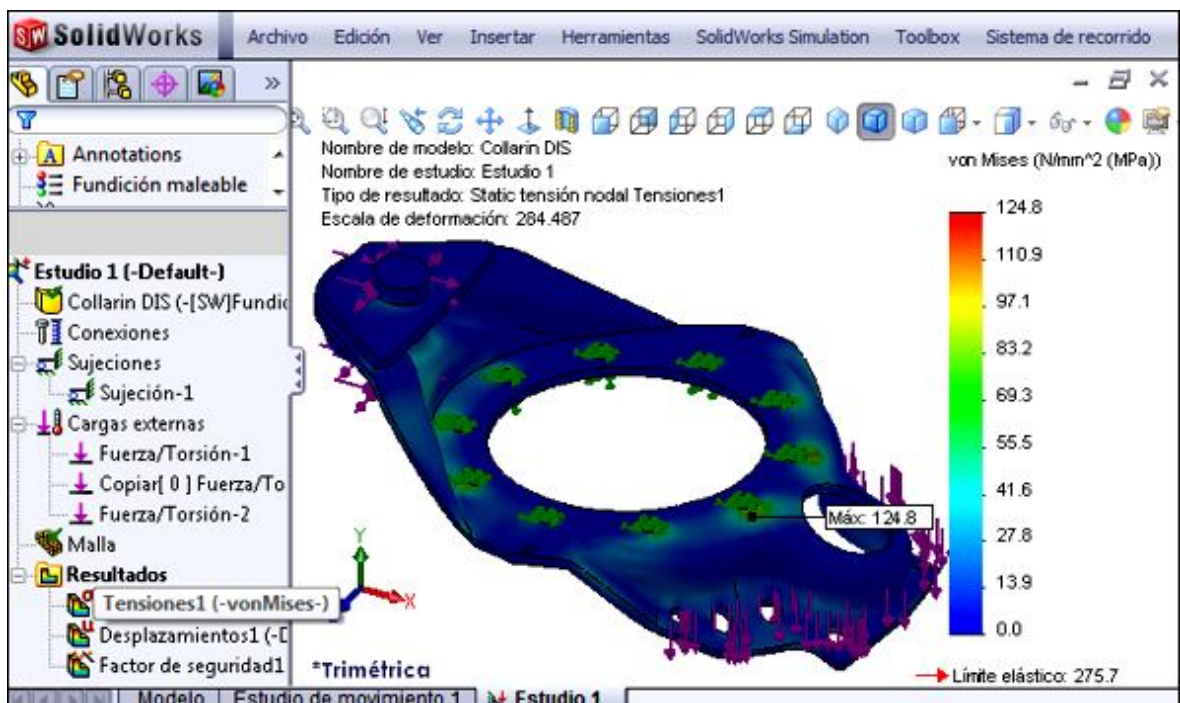 SolidWorks Archivo Edición Ver Insertar Herramientas SolidWorks Simulation Toolbox Sistema de recorrido
Annotations
Fundición maleable
Estudio 1 (-Default-)
Collarin DIS (-[SW]Fundic
Conexiones
Sujeciones
Sujeción-1
Cargas externas
Fuerza/Torsión-1
Copiar[ 0 ] Fuerza/To
Fuerza/Torsión-2
Malla
Resultados
Tensiones1 (-vonMises-)
Desplazamientos1 (-D
Factor de seguridad1
Nombre de modelo: Collarin DIS
Nombre de estudio: Estudio 1
Tipo de resultado: Static tensión nodal Tensiones1
Escala de deformación: 284.487
von Mises (N/mm^2 (MPa))
124.8
110.9
97.1
83.2
69.3
55.5
41.6
27.8
13.9
0.0
Límite elástico: 275.7
Máx: 124.8
Y
X
*Trimétrica
Modelo Estudio de movimiento 1 Estudio 1